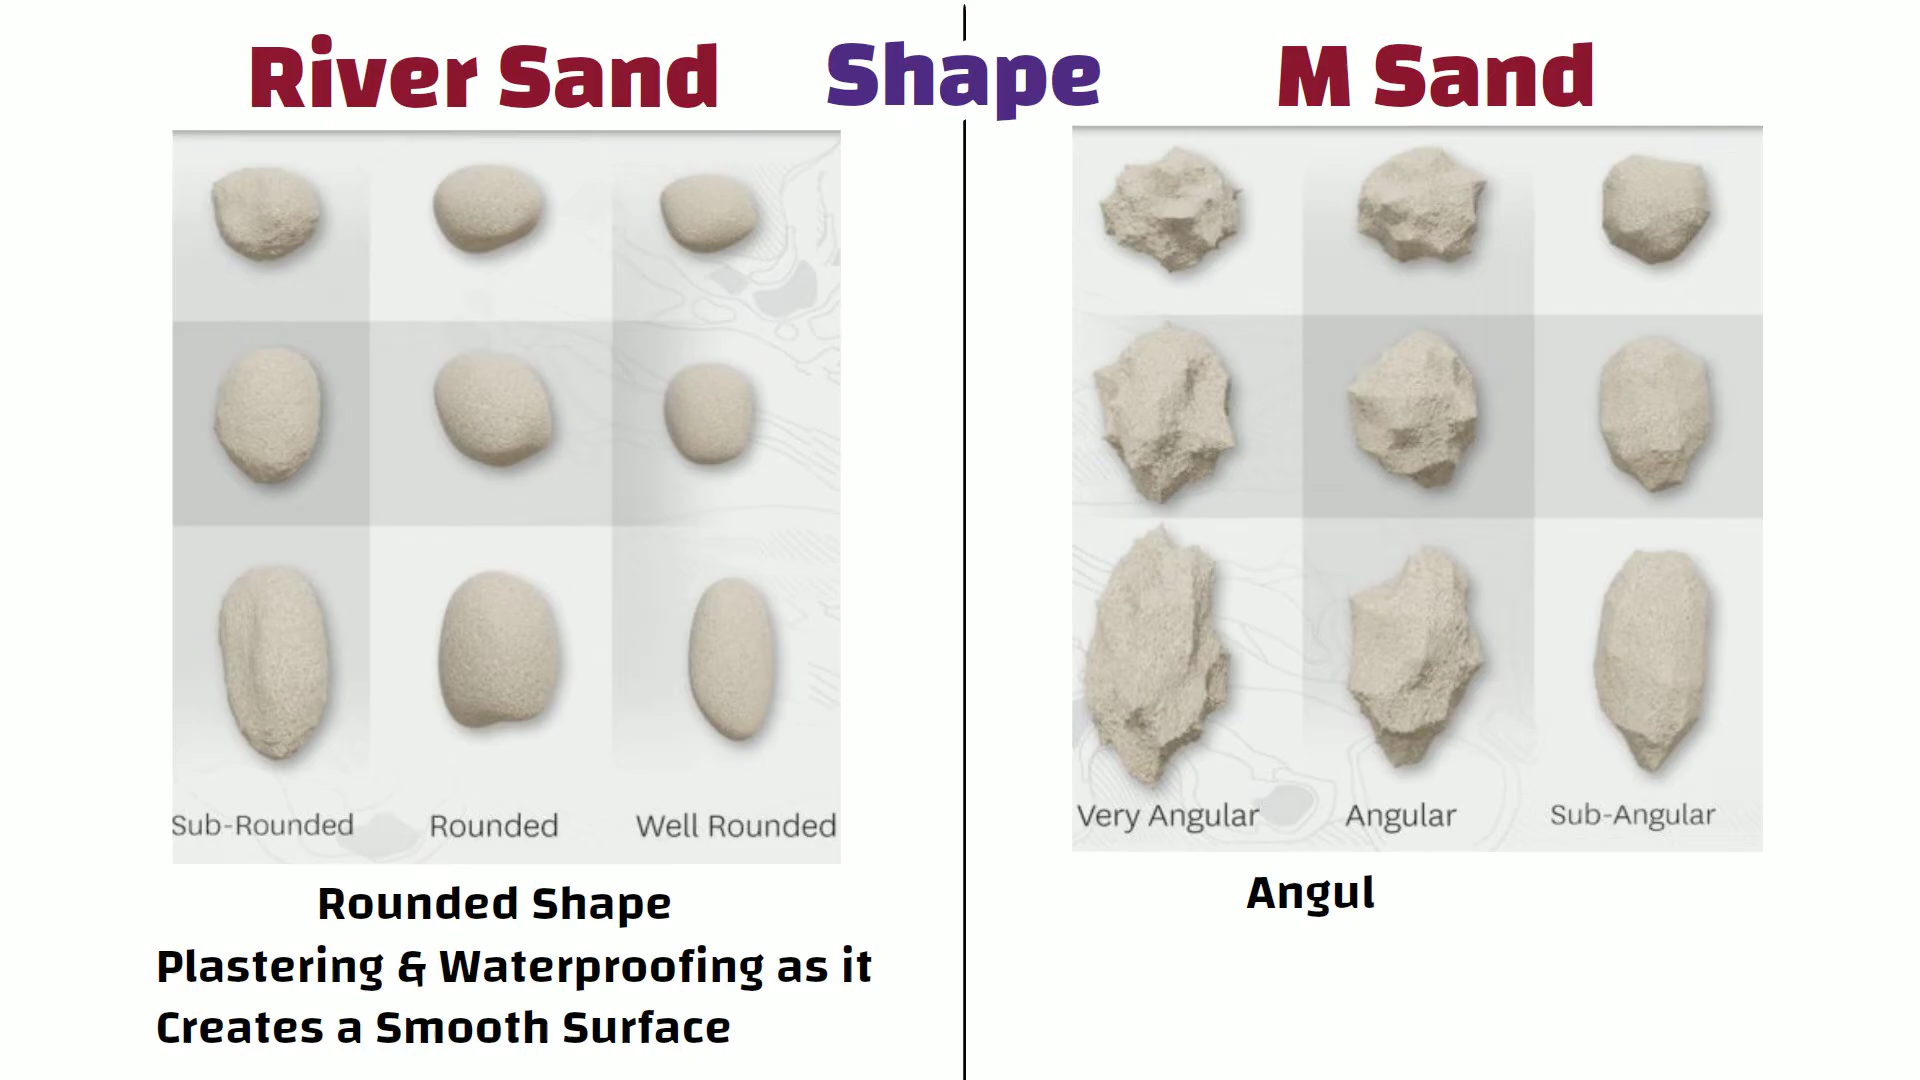 River Sand
Shape
M Sand
Sub-Rounded
Rounded
Well Rounded
Very Angular
Angular
Sub-Angular
Rounded Shape
Plastering & Waterproofing as it
Creates a Smooth Surface
Angul